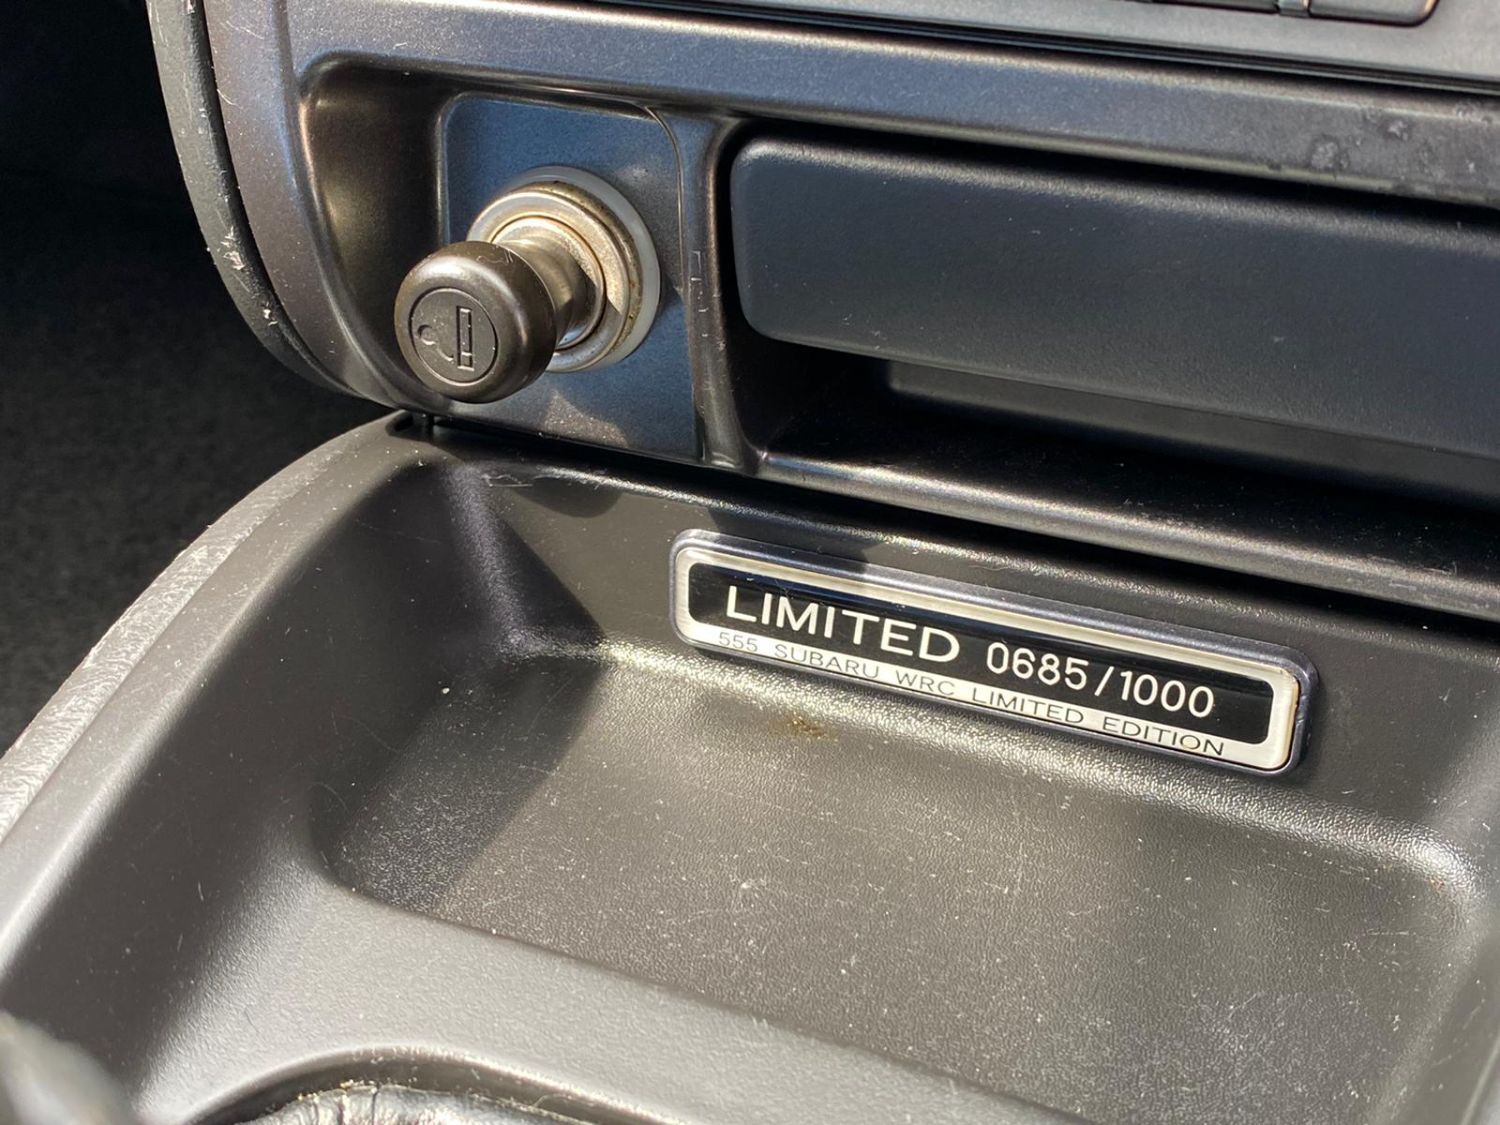 LIMITED 0685/1000
555 SUBARU WRC LIMITED EDITION